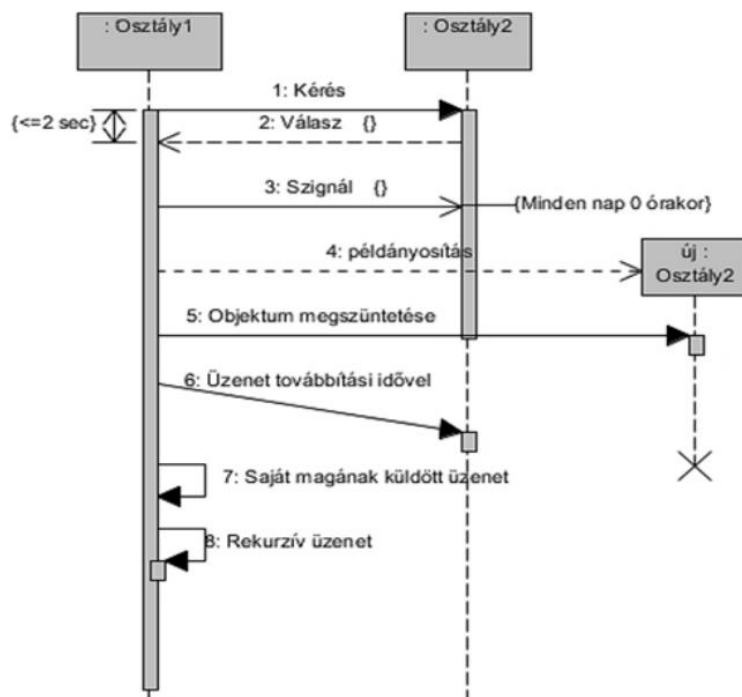 : Osztály1
: Osztály2
1: Kérés
{<=2 sec}
2: Válasz {}
3: Szignál {}
{Minden nap 0 órakor}
4: példányosítás
új :
Osztály2
5: Objektum megszüntetése
6: Üzenet továbbítási idővel
7: Saját magának küldött üzenet
8: Rekurzív üzenet